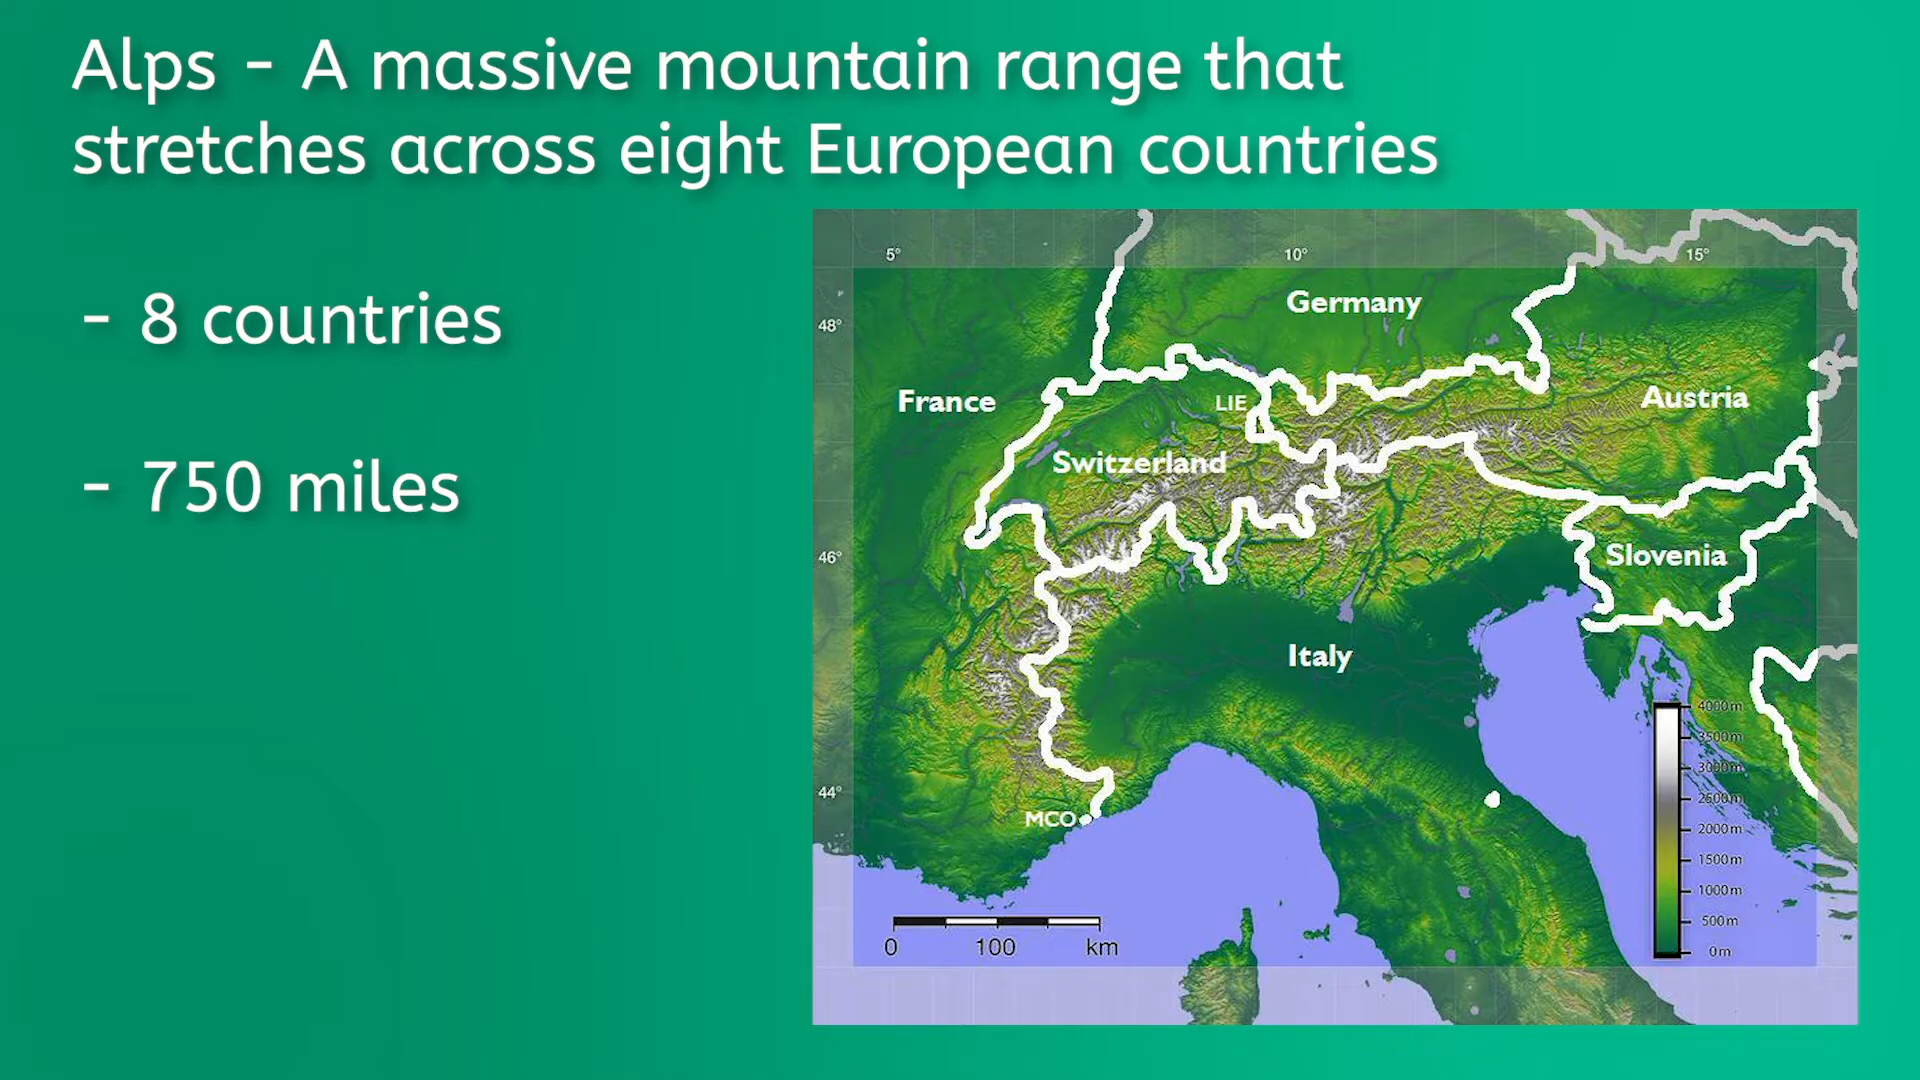 Alps - A massive mountain range that
stretches across eight European countries
- 8 countries
- 750 miles
5°
10°
15°
48°
Germany
France
LIE
Austria
Switzerland
46°
Slovenia
Italy
4000m
3500m
3000m
44°
2500m
MCO
2000m
1500m
1000m
500m
0 100 km
0m